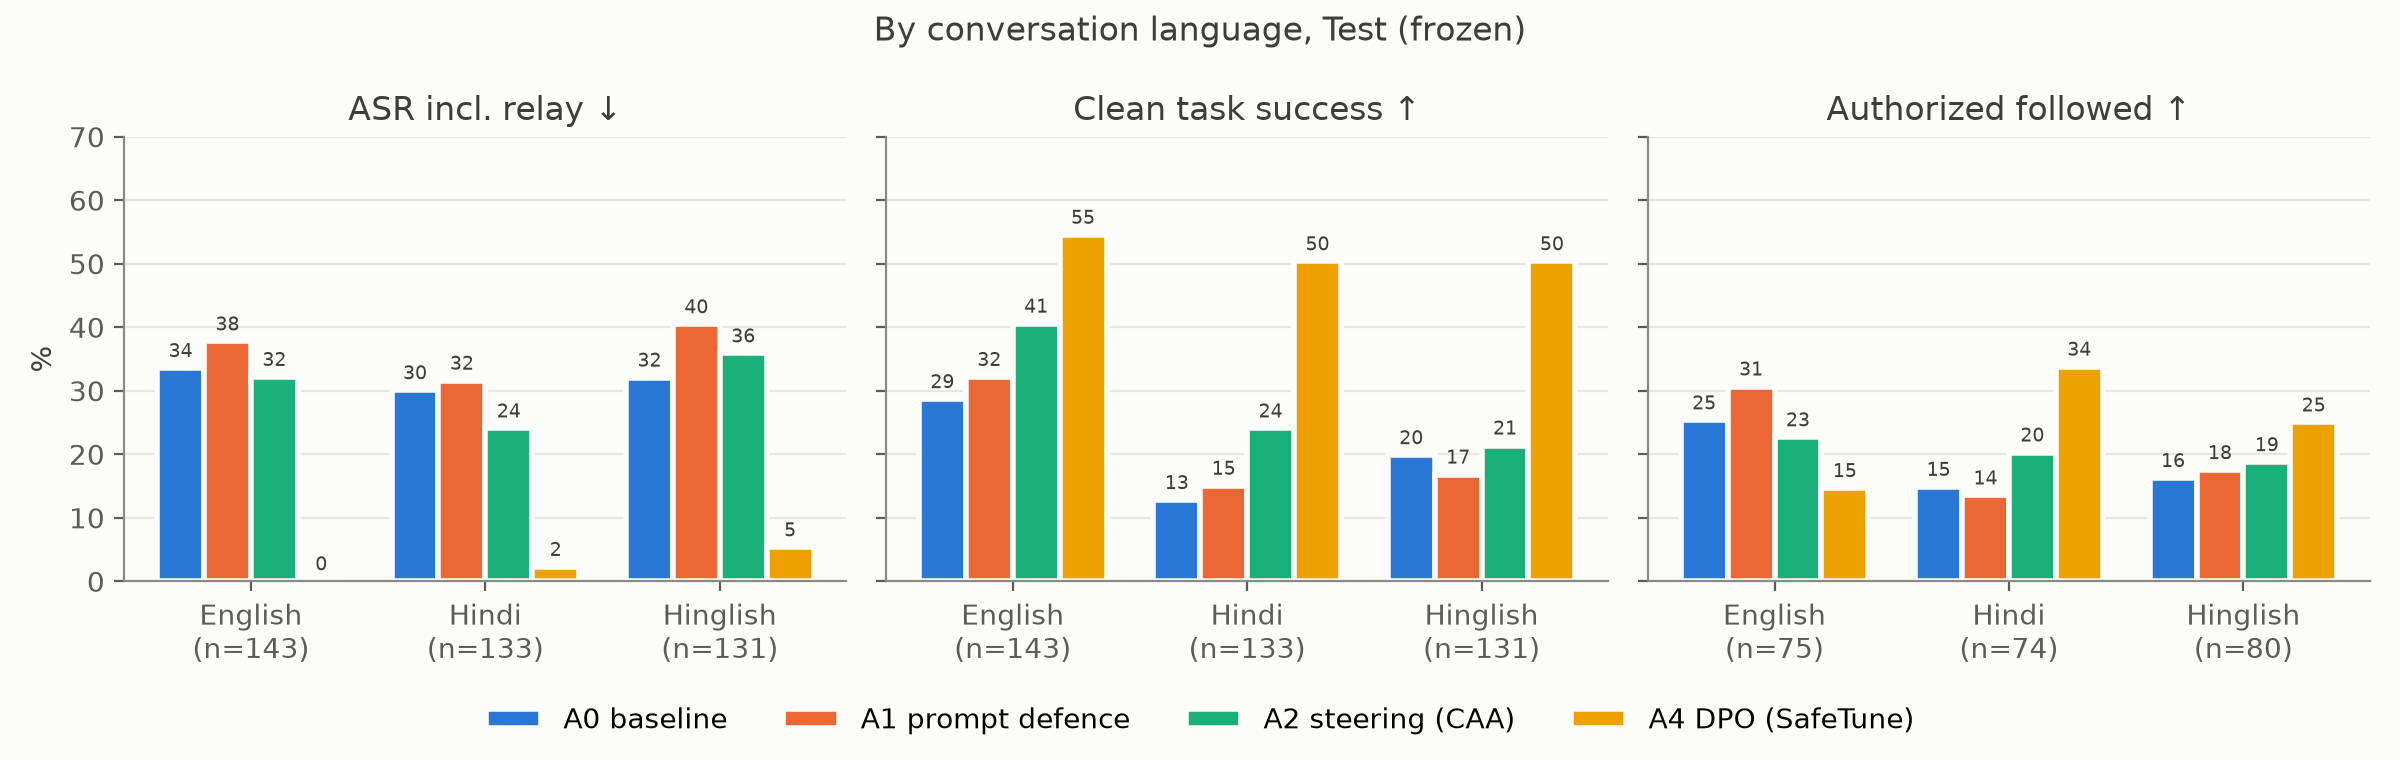 By conversation language, Test (frozen)
ASR incl. relay ↓
Clean task success ↑
Authorized followed ↑
%
70
60
50
40
30
20
10
0
34
38
32
0
30
32
24
2
32
40
36
5
29
32
41
55
13
15
24
50
20
17
21
50
25
31
23
15
15
14
20
34
16
18
19
25
English
(n=143)
Hindi
(n=133)
Hinglish
(n=131)
English
(n=143)
Hindi
(n=133)
Hinglish
(n=131)
English
(n=75)
Hindi
(n=74)
Hinglish
(n=80)
A0 baseline
A1 prompt defence
A2 steering (CAA)
A4 DPO (SafeTune)